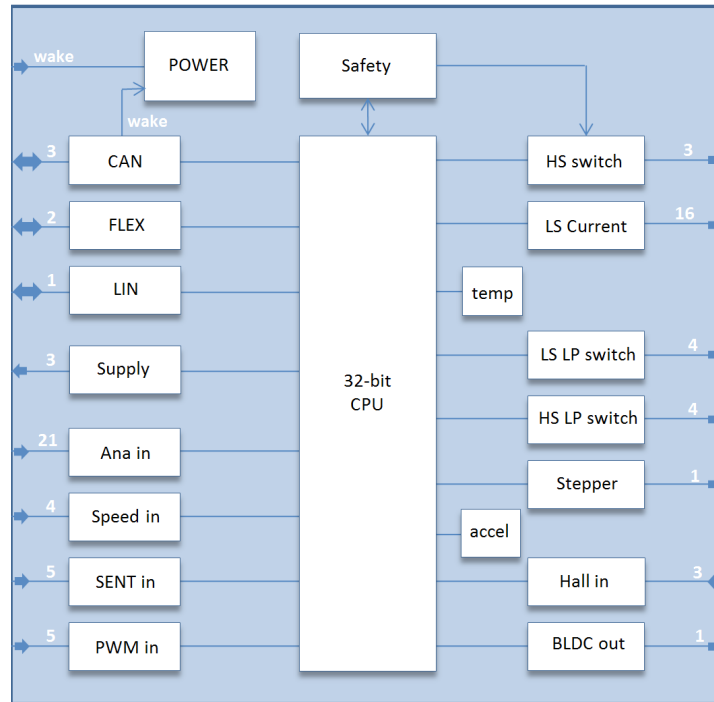 wake
POWER
Safety
wake
3
CAN
HS switch
3
2
FLEX
LS Current
16
1
LIN
temp
3
Supply
32-bit
CPU
LS LP switch
4
HS LP switch
4
21
Ana in
Stepper
1
4
Speed in
accel
5
SENT in
Hall in
3
5
PWM in
BLDC out
1